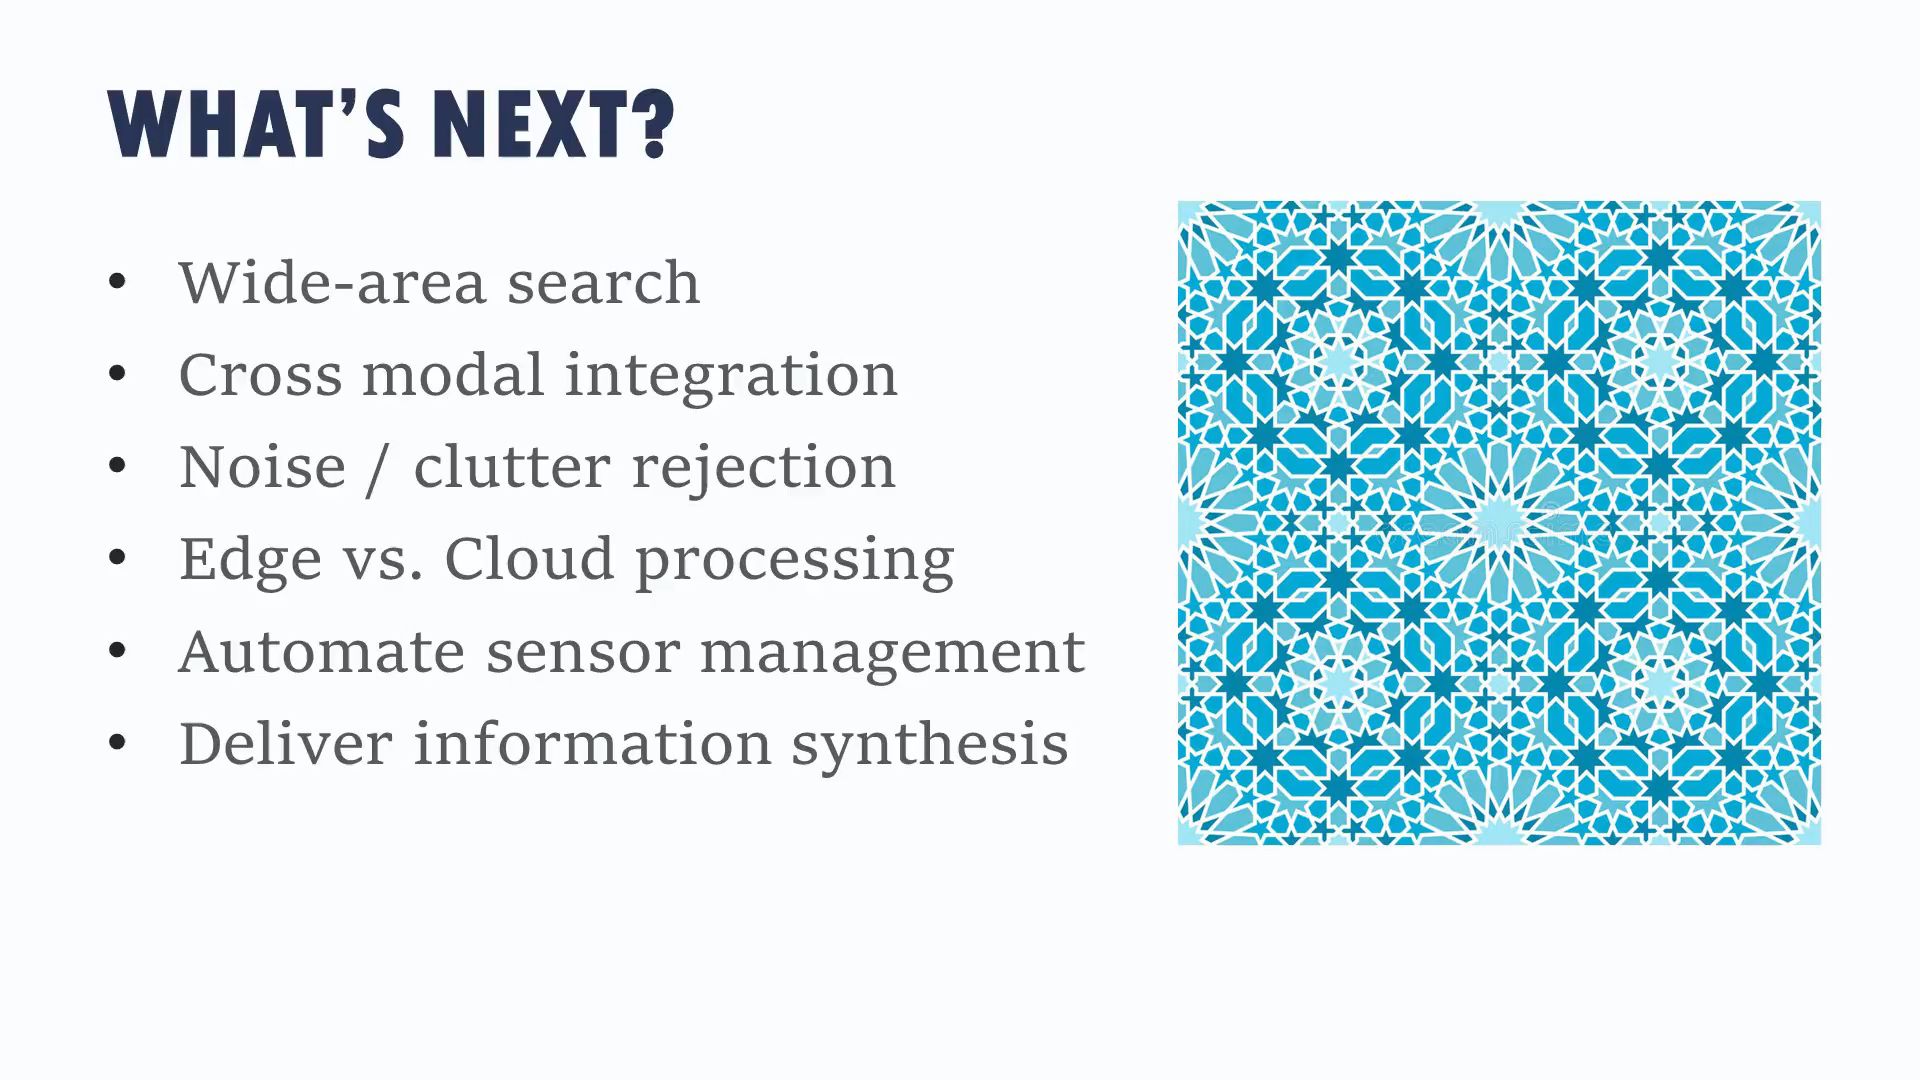 WHAT'S NEXT?
• Wide-area search
• Cross modal integration
• Noise / clutter rejection
• Edge vs. Cloud processing
• Automate sensor management
• Deliver information synthesis